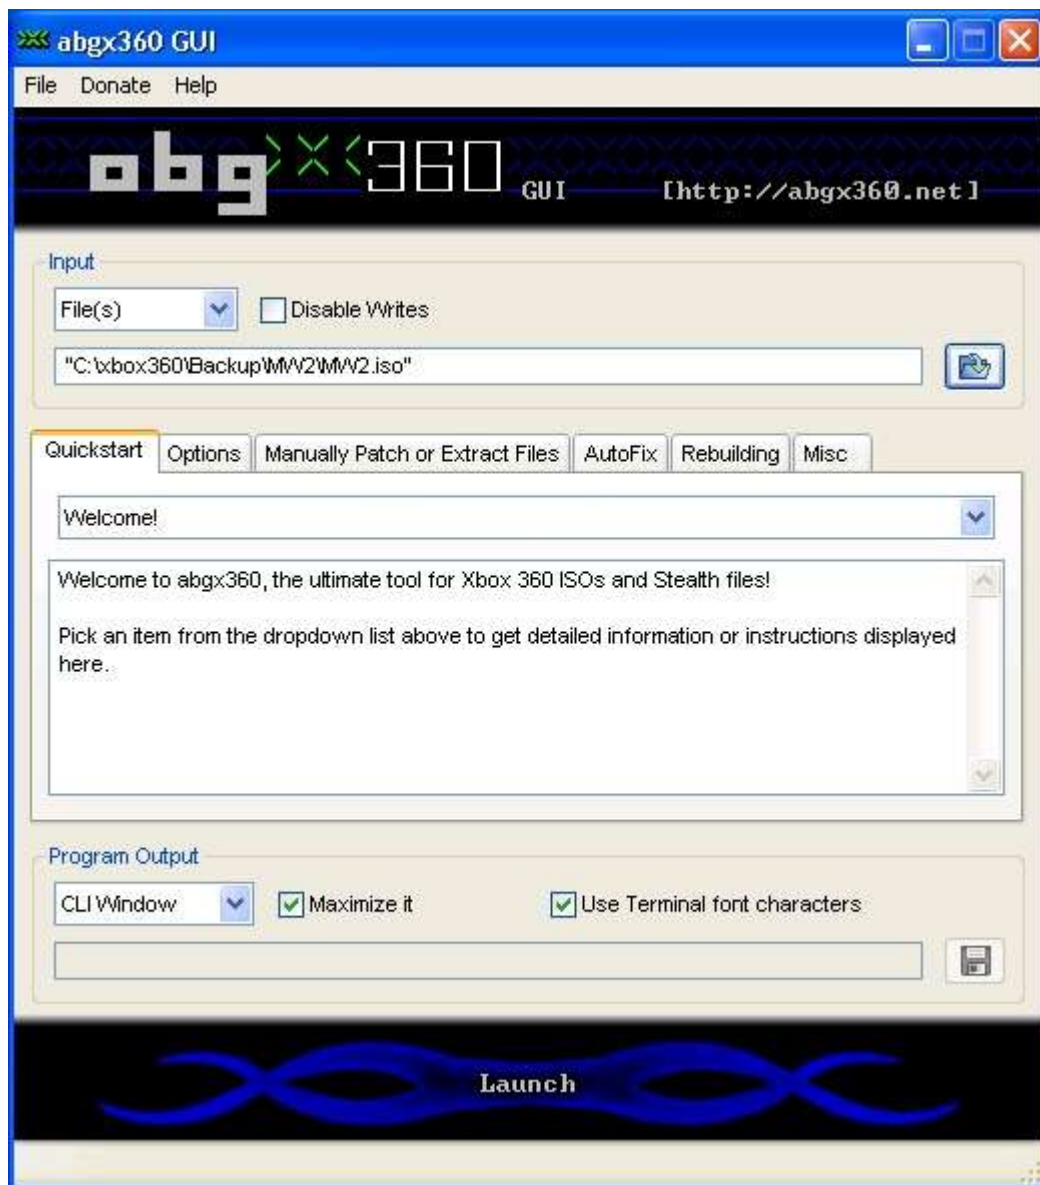 abgx360 GUI
File Donate Help
abgx360 GUI [http://abgx360.net]
Input
File(s) Disable Writes
"C:\xbox360\Backup\MW2\MW2.iso"
Quickstart Options Manually Patch or Extract Files AutoFix Rebuilding Misc
Welcome!
Welcome to abgx360, the ultimate tool for Xbox 360 ISOs and Stealth files!
Pick an item from the dropdown list above to get detailed information or instructions displayed
here.
Program Output
CLI Window Maximize it Use Terminal font characters
Launch